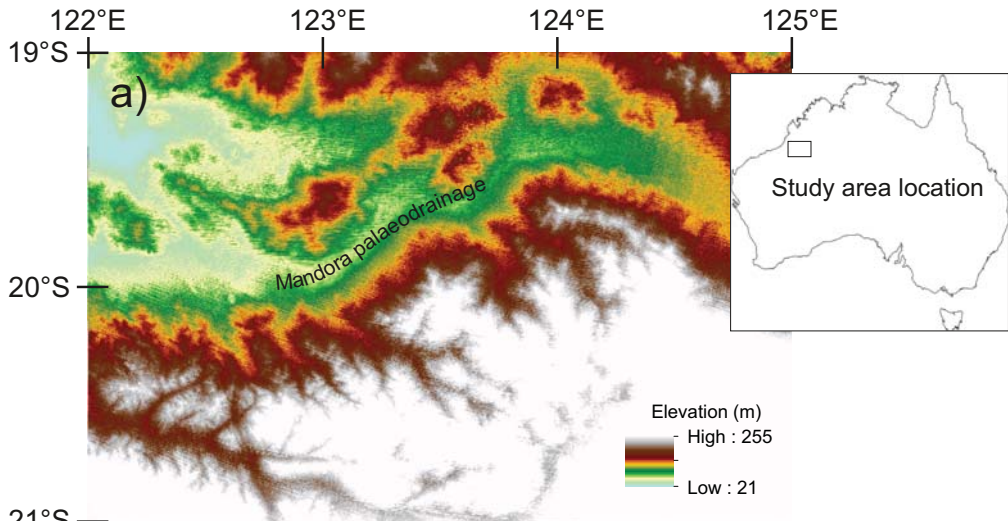 122°E 123°E 124°E 125°E
19°S
a)
Study area location
Mandora palaeodrainage
20°S
Elevation (m)
High : 255
Low : 21
21°S